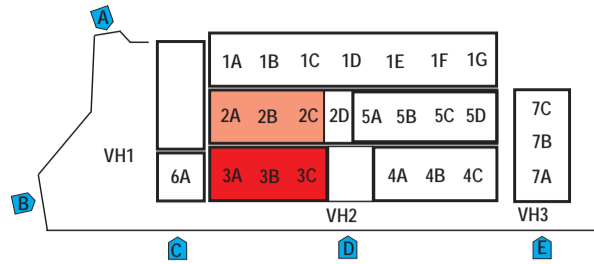 A
1A 1B 1C 1D 1E 1F 1G
2A 2B 2C 2D 5A 5B 5C 5D
7C
7B
VH1
6A 3A 3B 3C 4A 4B 4C 7A
B
VH2 VH3
C D E